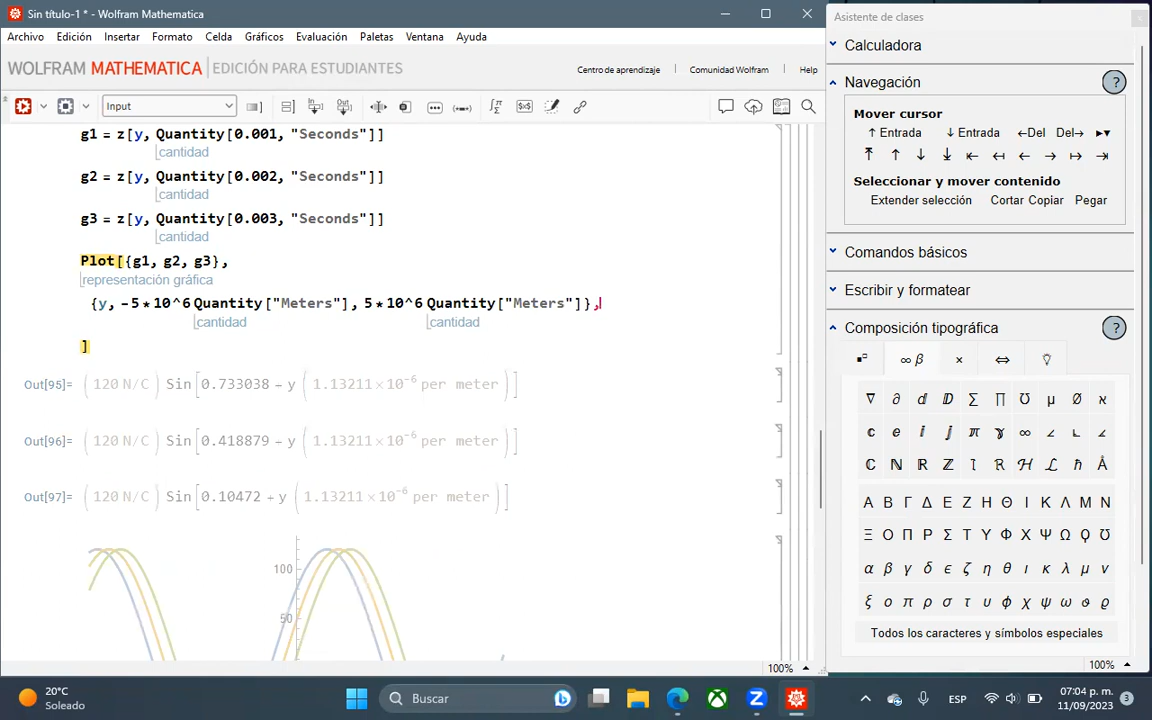 Sin título-1 * - Wolfram Mathematica
Archivo Edición Insertar Formato Celda Gráficos Evaluación Paletas Ventana Ayuda
WOLFRAM MATHEMATICA | EDICIÓN PARA ESTUDIANTES
Centro de aprendizaje | Comunidad Wolfram | Help
Input
g1 = z[y, Quantity[0.001, "Seconds"]]
cantidad
g2 = z[y, Quantity[0.002, "Seconds"]]
cantidad
g3 = z[y, Quantity[0.003, "Seconds"]]
cantidad
Plot[{g1, g2, g3},
representación gráfica
{y, -5*10^6 Quantity["Meters"], 5*10^6 Quantity["Meters"]},
cantidad cantidad
]
Out[95]= (120 N/C) Sin[0.733038 - y (1.13211×10⁻⁶ per meter)]
Out[96]= (120 N/C) Sin[0.418879 - y (1.13211×10⁻⁶ per meter)]
Out[97]= (120 N/C) Sin[0.10472 + y (1.13211×10⁻⁶ per meter)]
100
50
100%
Asistente de clases
Calculadora
Navegación ?
Mover cursor
↑ Entrada ↓ Entrada ←Del Del→ ▸▾
Seleccionar y mover contenido
Extender selección Cortar Copiar Pegar
Comandos básicos
Escribir y formatear
Composición tipográfica ?
∞ β × ⇔
∇ ∂ ⅆ ⅅ ∑ ∏ ℧ μ Ø ℵ
ℂ ℕ ℝ ℤ ℩ ℛ ℋ ℒ ℏ Å
Α Β Γ Δ Ε Ζ Η Θ Ι Κ Λ Μ Ν
Ξ Ο Π Ρ Σ Τ Υ Φ Χ Ψ Ω Ϙ ℧
α β γ δ ε ζ η θ ι κ λ μ ν
ξ ο π ρ σ τ υ φ χ ψ ω ϑ ϱ
Todos los caracteres y símbolos especiales
100%
20°C
Soleado
Buscar
ESP
07:04 p. m.
11/09/2023
3